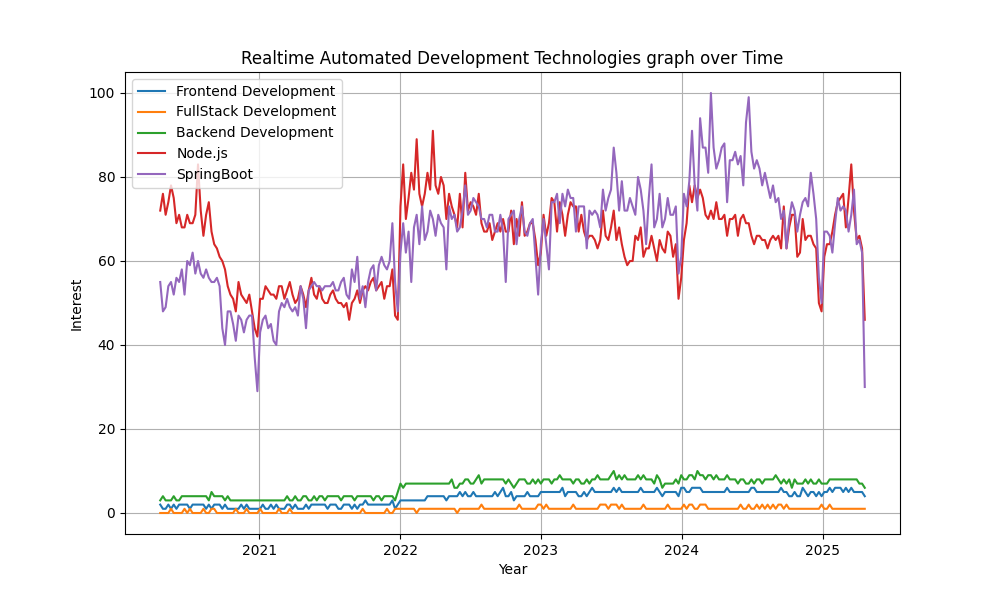 Realtime Automated Development Technologies graph over Time
Frontend Development
FullStack Development
Backend Development
Node.js
SpringBoot
100
80
60
40
20
0
Interest
2021
2022
2023
2024
2025
Year